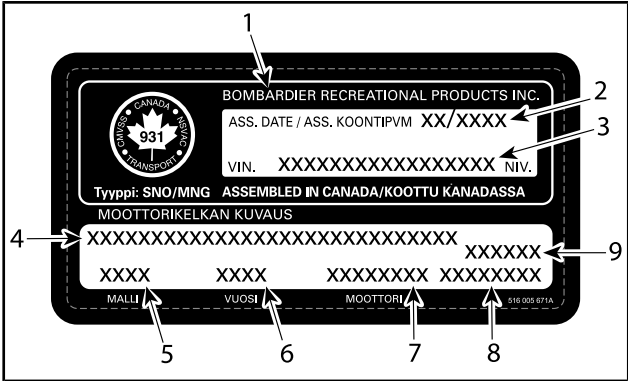 1
BOMBARDIER RECREATIONAL PRODUCTS INC.
2
ASS. DATE / ASS. KOONTIPVM XX/XXXX
3
CANADA
CMVSS
NSVAC
931
TRANSPORT
VIN. XXXXXXXXXXXXXXXXX NIV.
Tyyppi: SNO/MNG ASSEMBLED IN CANADA/KOOTTU KANADASSA
MOOTTORIKELKAN KUVAUS
4
XXXXXXXXXXXXXXXXXXXXXXXXXXXXX
XXXXXX
9
XXXX XXXX XXXXXXXX XXXXXXXX
MALLI VUOSI MOOTTORI 516 005 671A
5 6 7 8